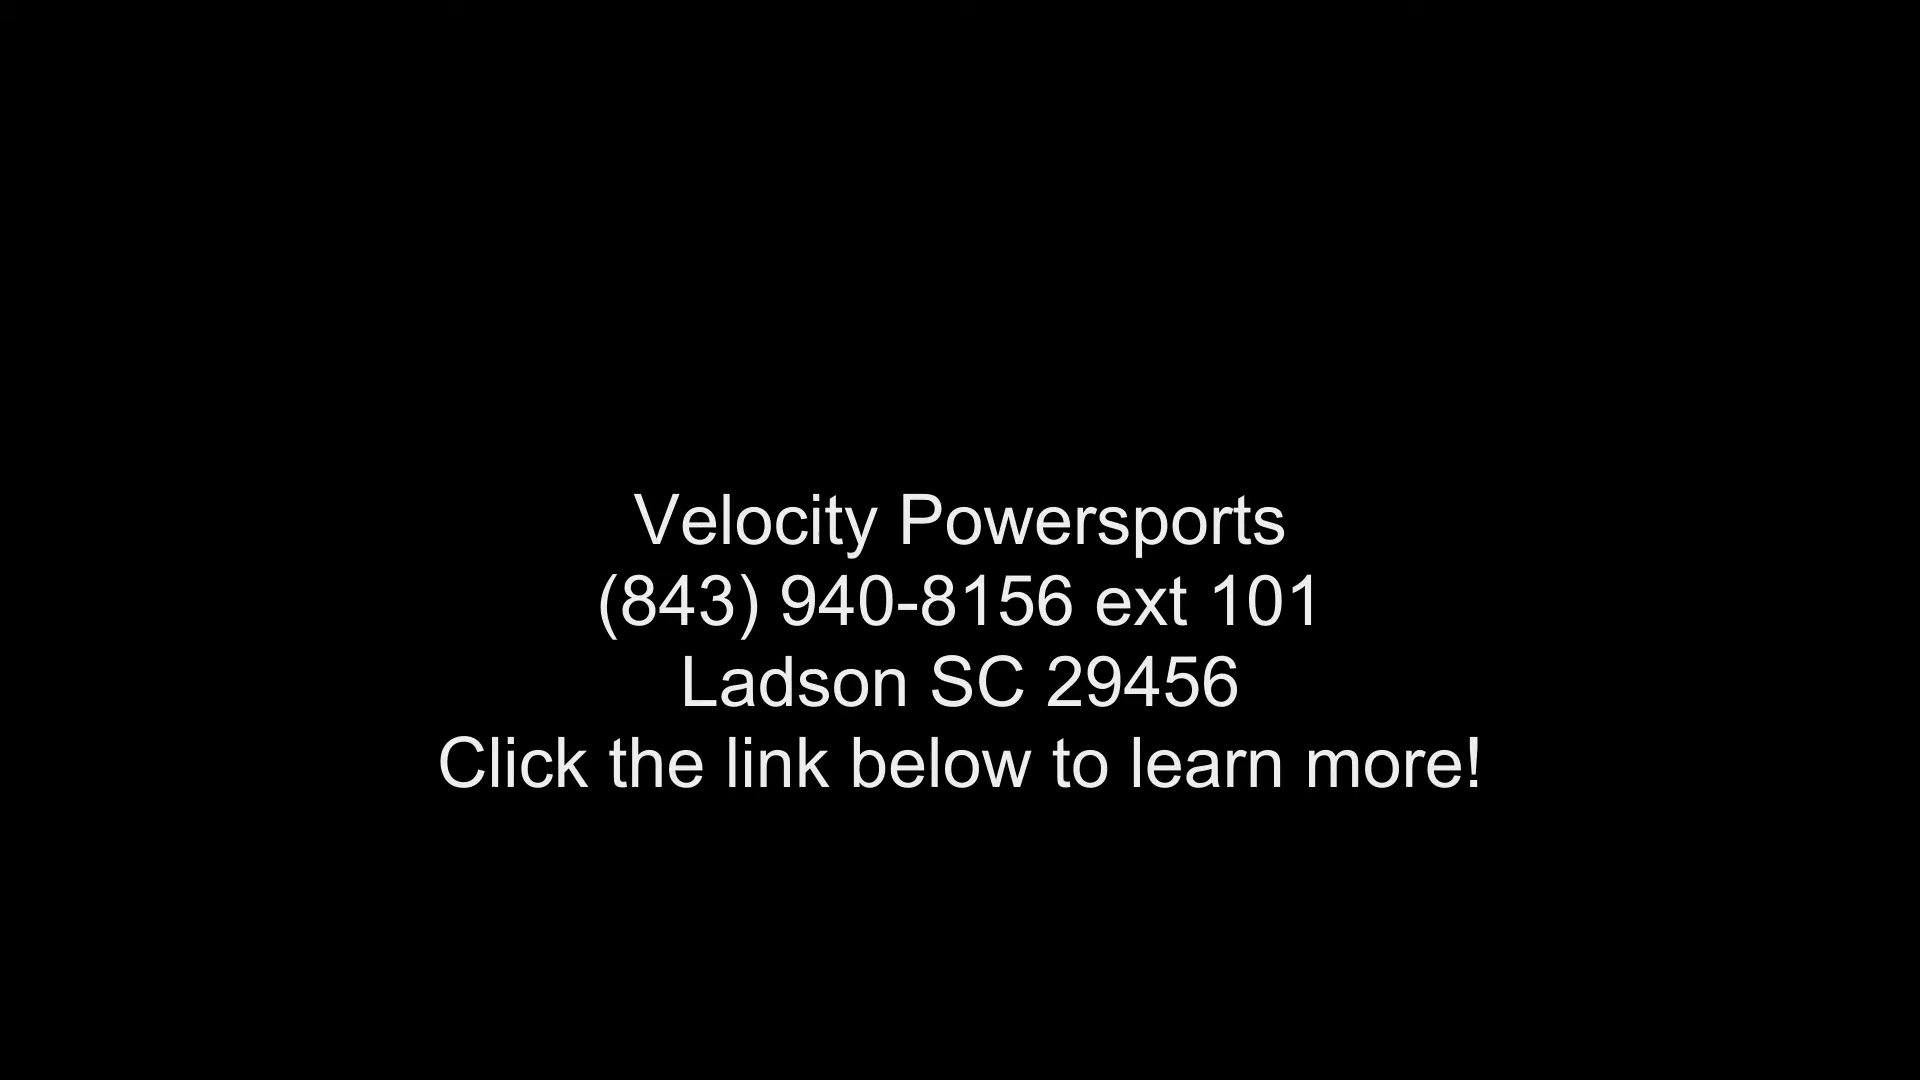 Velocity Powersports
(843) 940-8156 ext 101
Ladson SC 29456
Click the link below to learn more!